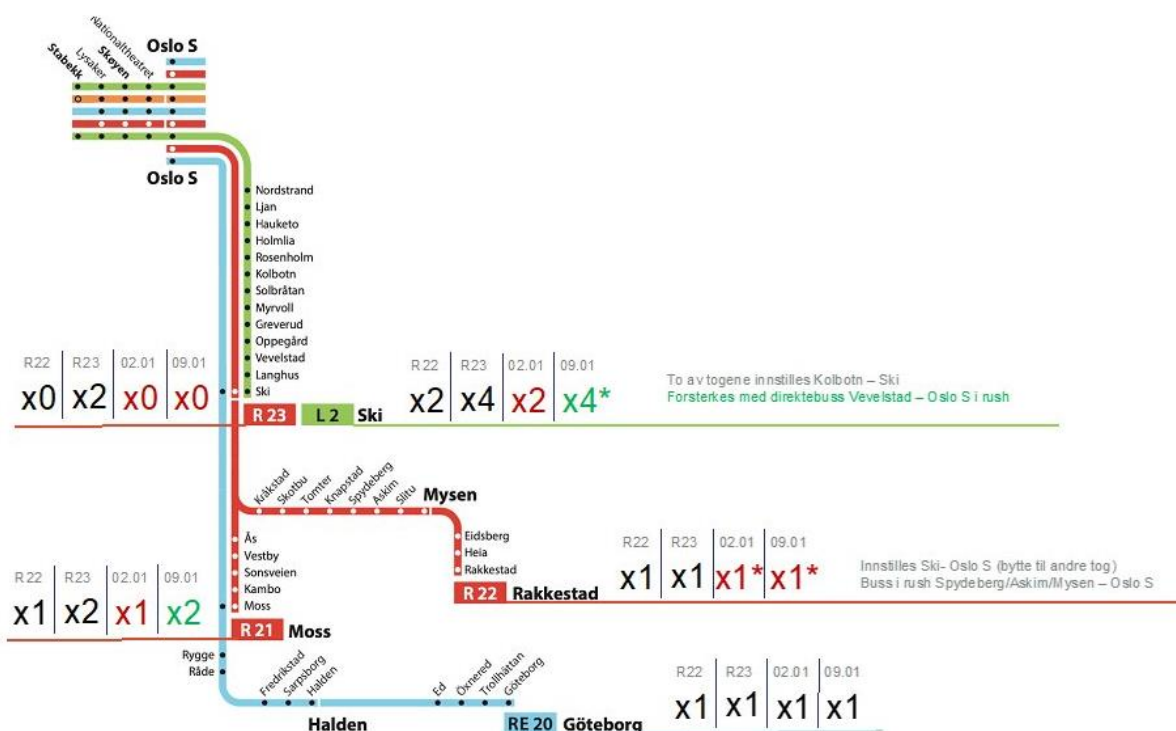 Oslo S
Stabekk
Lysaker
Skøyen
Nationaltheatret
Oslo S
Nordstrand
Ljan
Hauketo
Holmlia
Rosenholm
Kolbotn
Solbråtan
Myrvoll
Greverud
Oppegård
Vevelstad
Langhus
Ski
R22 R23 02.01 09.01
x0 x2 x0 x0
R 23 L 2 Ski
R22 R23 02.01 09.01
x2 x4 x2 x4*
To av togene innstilles Kolbotn – Ski
Forsterkes med direktebuss Vevelstad – Oslo S i rush
Kråkstad
Skotbu
Tomter
Knapstad
Spydeberg
Askim
Slitu
Mysen
Eidsberg
Heia
Rakkestad
R 22 Rakkestad
R22 R23 02.01 09.01
x1 x1 x1* x1*
Innstilles Ski- Oslo S (bytte til andre tog)
Buss i rush Spydeberg/Askim/Mysen – Oslo S
Ås
Vestby
Sonsveien
Kambo
Moss
R22 R23 02.01 09.01
x1 x2 x1 x2
R 21 Moss
Rygge
Råde
Fredrikstad
Sarpsborg
Halden
Halden
Ed
Öxnered
Trollhättan
Göteborg
RE 20 Göteborg
R22 R23 02.01 09.01
x1 x1 x1 x1